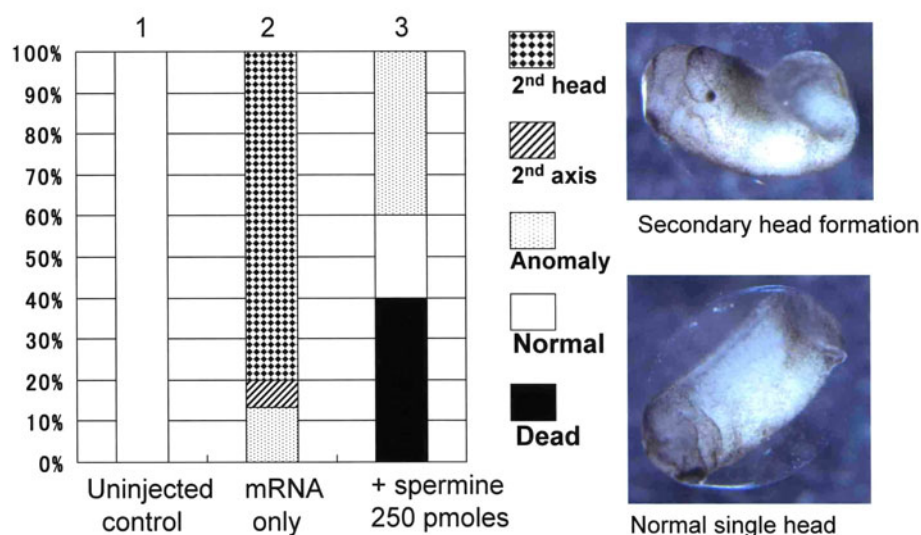 1 2 3
100%
90%
80%
70%
60%
50%
40%
30%
20%
10%
0%
Uninjected
control
mRNA
only
+ spermine
250 pmoles
2nd head
2nd axis
Anomaly
Normal
Dead
Secondary head formation
Normal single head